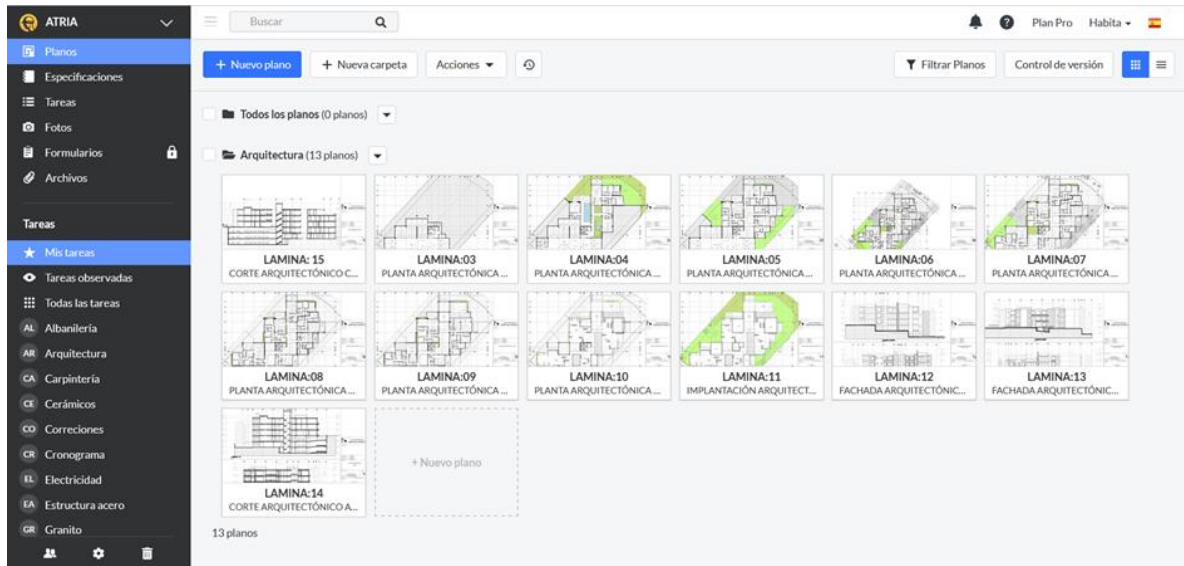 ATRIA
Planos
Especificaciones
Tareas
Fotos
Formularios
Archivos
Tareas
Mis tareas
Tareas observadas
Todas las tareas
AL Albanilería
AR Arquitectura
CA Carpintería
CE Cerámicos
CO Correciones
CR Cronograma
EL Electricidad
EA Estructura acero
GR Granito
Buscar
Plan Pro Habita
+ Nuevo plano + Nueva carpeta Acciones Filtrar Planos Control de versión
Todos los planos (0 planos)
Arquitectura (13 planos)
LAMINA: 15 LAMINA:03 LAMINA:04 LAMINA:05 LAMINA:06 LAMINA:07
CORTE ARQUITECTÓNICO C... PLANTA ARQUITECTÓNICA ... PLANTA ARQUITECTÓNICA ... PLANTA ARQUITECTÓNICA ... PLANTA ARQUITECTÓNICA ... PLANTA ARQUITECTÓNICA ...
LAMINA:08 LAMINA:09 LAMINA:10 LAMINA:11 LAMINA:12 LAMINA:13
PLANTA ARQUITECTÓNICA ... PLANTA ARQUITECTÓNICA ... PLANTA ARQUITECTÓNICA ... IMPLANTACIÓN ARQUITECT... FACHADA ARQUITECTÓNIC... FACHADA ARQUITECTÓNIC...
LAMINA:14
CORTE ARQUITECTÓNICO A...
+ Nuevo plano
13 planos